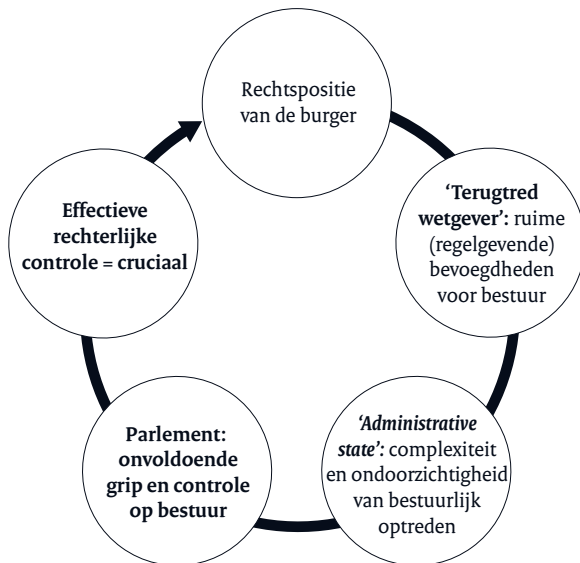 Rechtspositie
van de burger
‘Terugtred
wetgever’: ruime
(regelgevende)
bevoegdheden
voor bestuur
‘Administrative
state’: complexiteit
en ondoorzichtigheid
van bestuurlijk
optreden
Parlement:
onvoldoende
grip en controle
op bestuur
Effectieve
rechterlijke
controle = cruciaal